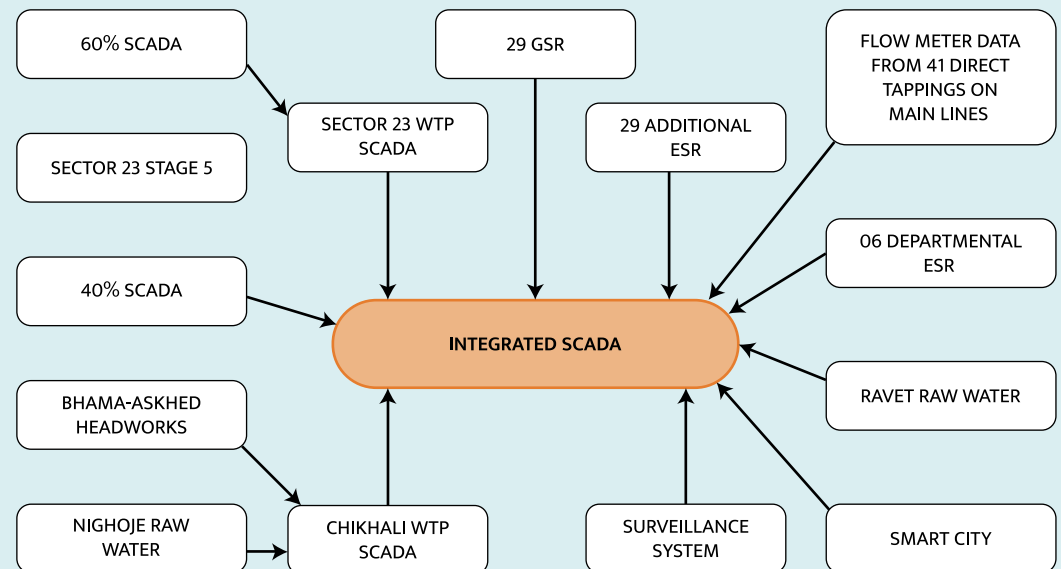 60% SCADA
29 GSR
FLOW METER DATA
FROM 41 DIRECT
TAPPINGS ON
MAIN LINES
SECTOR 23 WTP
SCADA
29 ADDITIONAL
ESR
SECTOR 23 STAGE 5
06 DEPARTMENTAL
ESR
40% SCADA
INTEGRATED SCADA
BHAMA-ASKHED
HEADWORKS
RAVET RAW WATER
NIGHOJE RAW
WATER
CHIKHALI WTP
SCADA
SURVEILLANCE
SYSTEM
SMART CITY